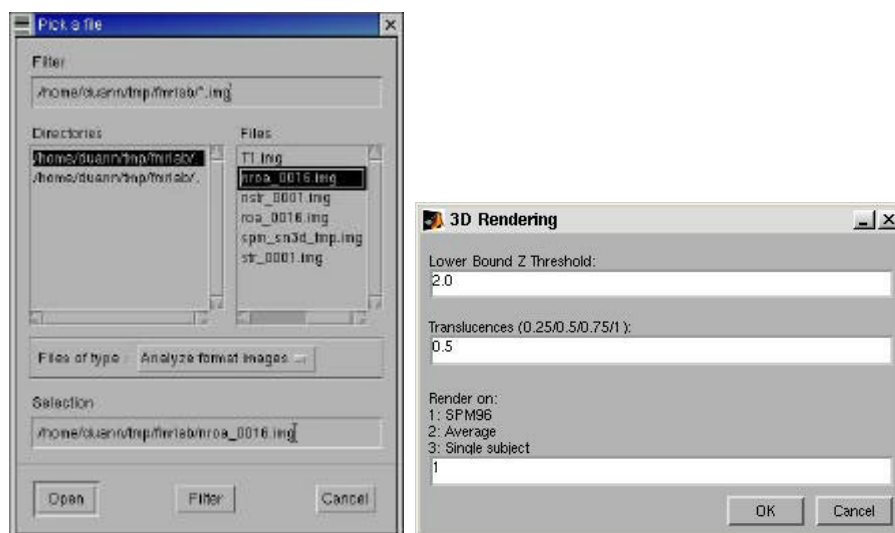 Pick a file
Filter
/home/duann/tmp/fmrlab/*.img
Directories
Files
/home/duann/tmp/fmrlab/.
/home/duann/tmp/fmrlab/.
T1.img
nroa_0016.img
nstr_0001.img
roa_0016.img
spm_sn3d_tmp.img
str_0001.img
Files of type : Analyze format images
Selection
/home/duann/tmp/fmrlab/nroa_0016.img
Open
Filter
Cancel
3D Rendering
Lower Bound Z Threshold:
2.0
Translucences (0.25/0.5/0.75/1 ):
0.5
Render on:
1: SPM96
2: Average
3: Single subject
1
OK
Cancel